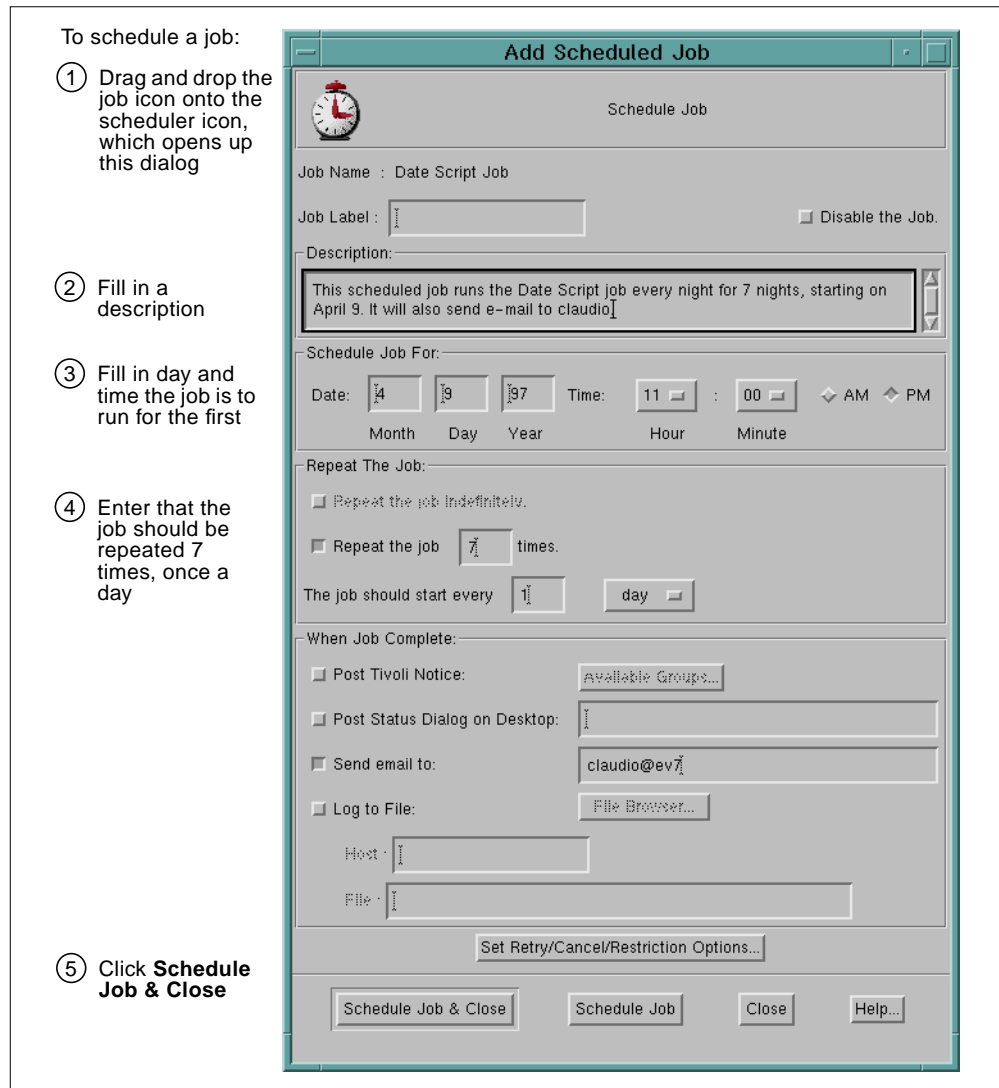 To schedule a job:
1 Drag and drop the
job icon onto the
scheduler icon,
which opens up
this dialog
2 Fill in a
description
3 Fill in day and
time the job is to
run for the first
4 Enter that the
job should be
repeated 7
times, once a
day
5 Click Schedule
Job & Close
Add Scheduled Job
Schedule Job
Job Name : Date Script Job
Job Label :
Disable the Job.
Description:
This scheduled job runs the Date Script job every night for 7 nights, starting on
April 9. It will also send e-mail to claudio
Schedule Job For:
Date: 4 9 97 Time: 11 : 00 AM PM
Month Day Year Hour Minute
Repeat The Job:
Repeat the job indefinitely.
Repeat the job 7 times.
The job should start every 1 day
When Job Complete:
Post Tivoli Notice: Available Groups...
Post Status Dialog on Desktop:
Send email to: claudio@ev7
Log to File: File Browser...
Host :
File :
Set Retry/Cancel/Restriction Options...
Schedule Job & Close Schedule Job Close Help...